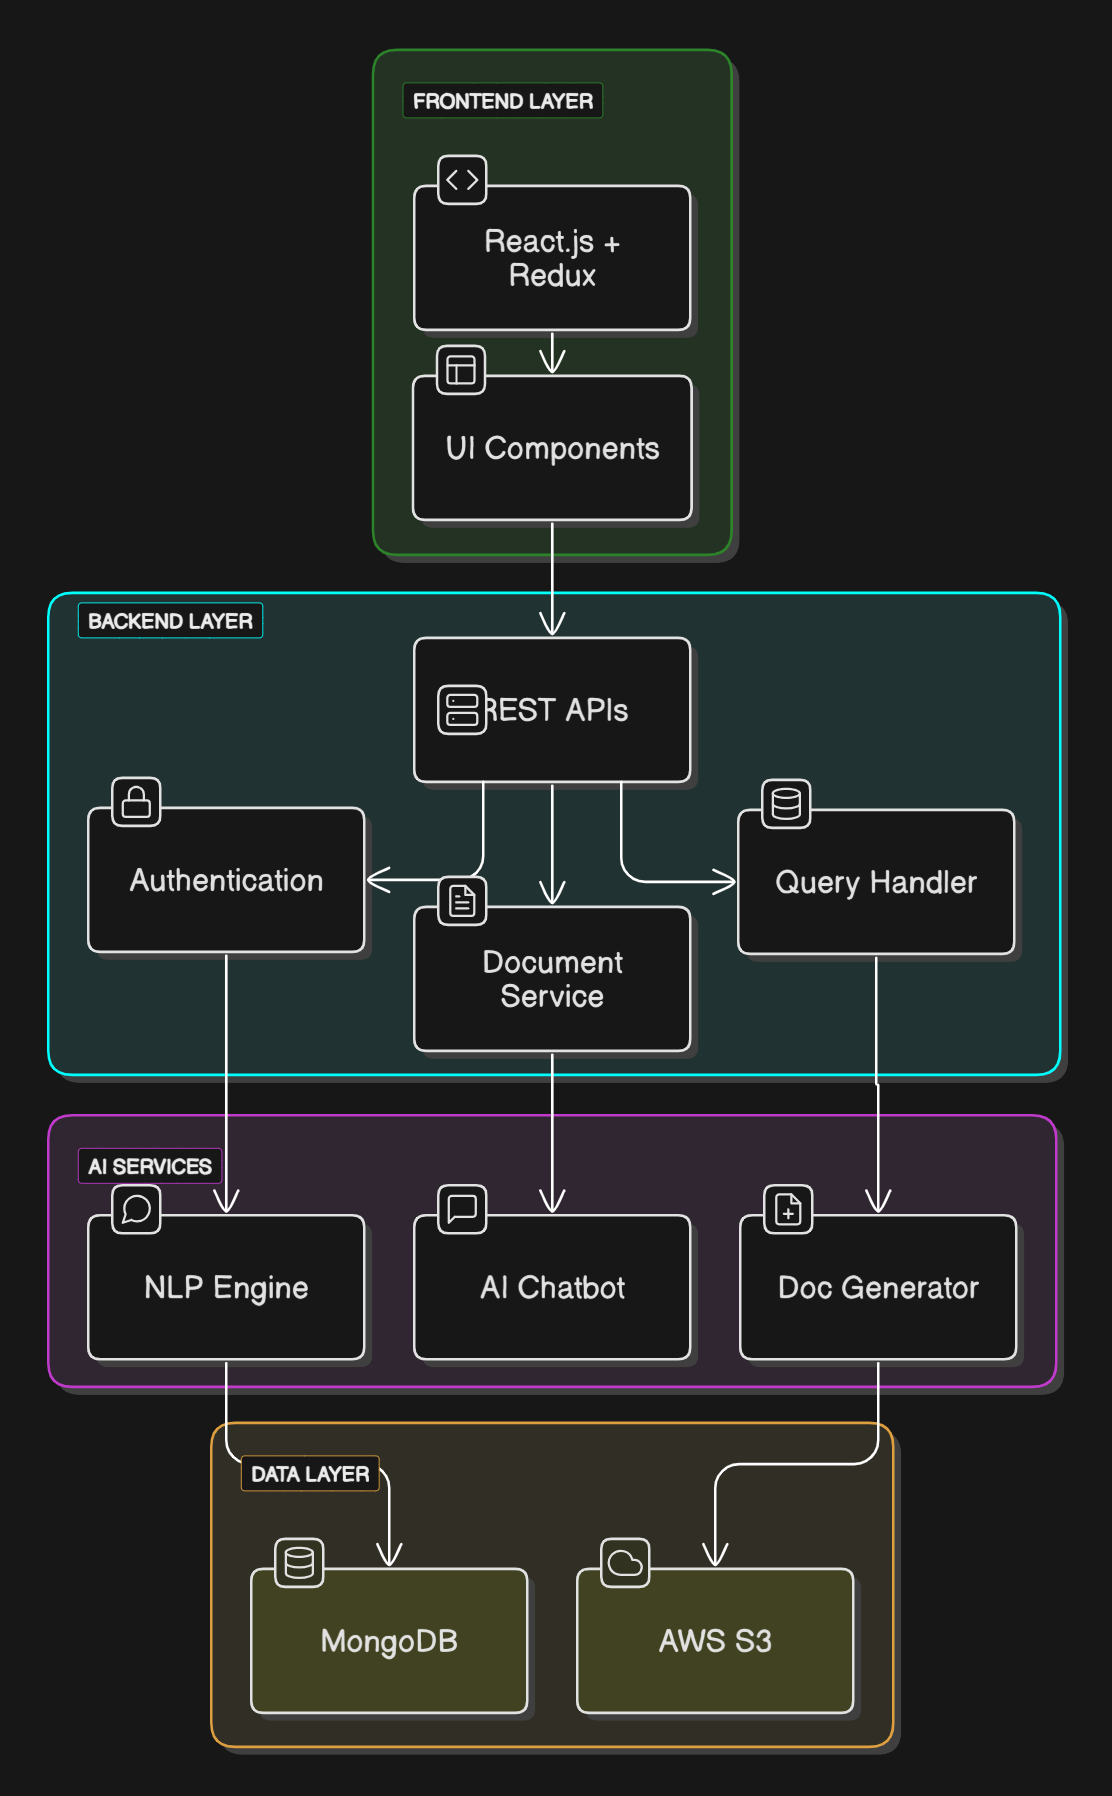 FRONTEND LAYER
React.js +
Redux
UI Components
BACKEND LAYER
REST APIs
Authentication
Query Handler
Document
Service
AI SERVICES
NLP Engine
AI Chatbot
Doc Generator
DATA LAYER
MongoDB
AWS S3